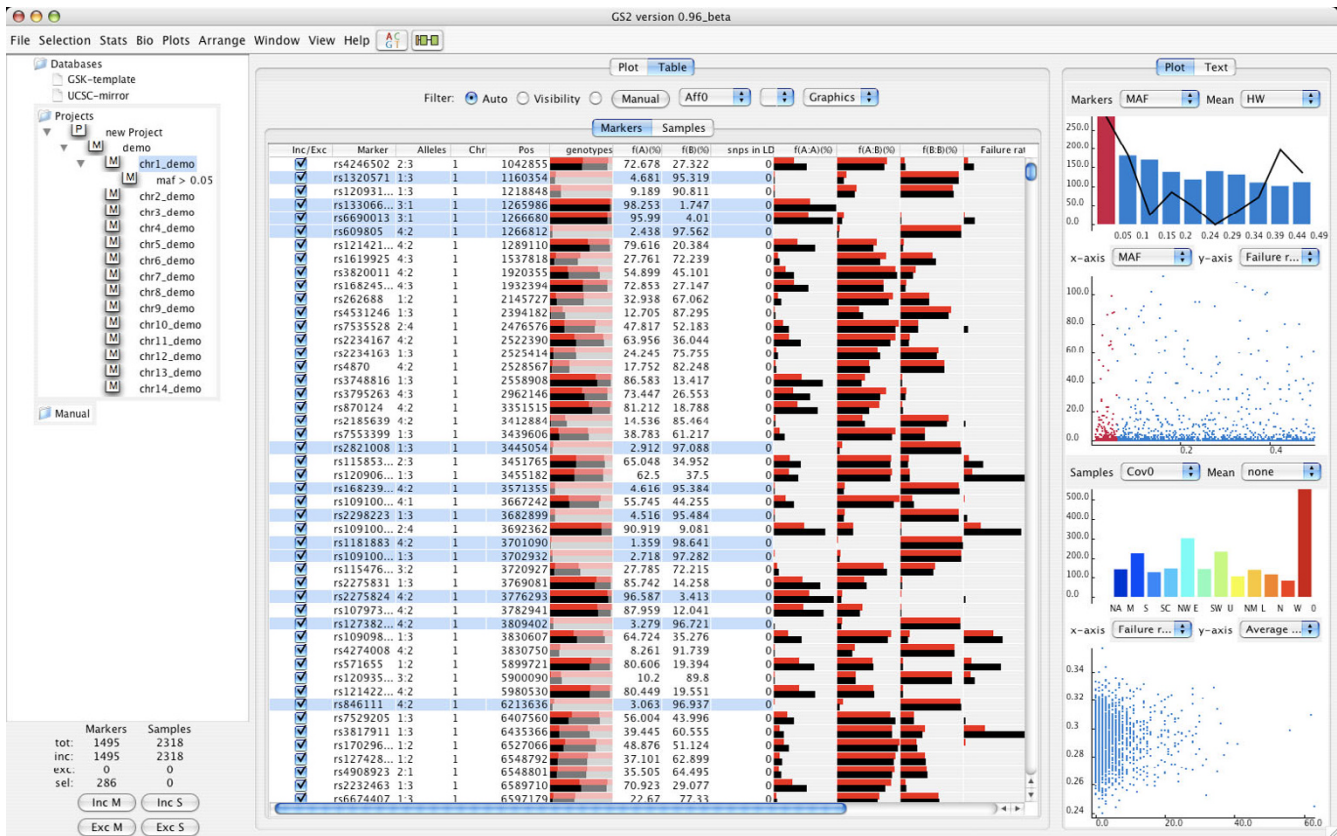 GS2 version 0.96_beta
File Selection Stats Bio Plots Arrange Window View Help AC GT
Databases
GSK-template
UCSC-mirror
Projects
P new Project
M demo
M chr1_demo
M maf > 0.05
M chr2_demo
M chr3_demo
M chr4_demo
M chr5_demo
M chr6_demo
M chr7_demo
M chr8_demo
M chr9_demo
M chr10_demo
M chr11_demo
M chr12_demo
M chr13_demo
M chr14_demo
Manual
Markers Samples
tot: 1495 2318
inc: 1495 2318
exc: 0 0
sel: 286 0
Inc M Inc S
Exc M Exc S
Plot Table
Filter: Auto Visibility Manual Aff0 Graphics
Markers Samples
Inc/Exc Marker Alleles Chr Pos genotypes f(A)(%) f(B)(%) snps in LD f(A:A)(%) f(A:B)(%) f(B:B)(%) Failure rat
rs4246502 2:3 1 1042855 72.678 27.322 0
rs1320571 1:3 1 1160354 4.681 95.319 0
rs120931... 1:3 1 1218848 9.189 90.811 0
rs133066... 3:1 1 1265986 98.253 1.747 0
rs6690013 3:1 1 1266680 95.99 4.01 0
rs609805 4:2 1 1266812 2.438 97.562 0
rs121421... 4:2 1 1289110 79.616 20.384 0
rs1619925 4:3 1 1537818 27.761 72.239 0
rs3820011 4:2 1 1920355 54.899 45.101 0
rs168245... 4:3 1 1932394 72.853 27.147 0
rs262688 1:2 1 2145727 32.938 67.062 0
rs4531246 1:3 1 2394182 12.705 87.295 0
rs7535528 2:4 1 2476576 47.817 52.183 0
rs2234167 4:2 1 2522390 63.956 36.044 0
rs2234163 1:3 1 2525414 24.245 75.755 0
rs4870 4:2 1 2528567 17.752 82.248 0
rs3748816 1:3 1 2558908 86.583 13.417 0
rs3795263 4:3 1 2962146 73.447 26.553 0
rs870124 4:2 1 3351515 81.212 18.788 0
rs2185639 4:2 1 3412884 14.536 85.464 0
rs7553399 1:3 1 3439606 38.783 61.217 0
rs2821008 1:3 1 3445054 2.912 97.088 0
rs115853... 2:3 1 3451765 65.048 34.952 0
rs120906... 1:3 1 3455182 62.5 37.5 0
rs168239... 4:2 1 3571355 4.616 95.384 0
rs109100... 4:1 1 3667242 55.745 44.255 0
rs2298223 1:3 1 3682899 4.516 95.484 0
rs109100... 2:4 1 3692362 90.919 9.081 0
rs1181883 4:2 1 3701090 1.359 98.641 0
rs109100... 1:3 1 3702932 2.718 97.282 0
rs115476... 3:2 1 3720927 27.785 72.215 0
rs2275831 1:3 1 3769081 85.742 14.258 0
rs2275824 4:2 1 3776293 96.587 3.413 0
rs107973... 4:2 1 3782941 87.959 12.041 0
rs127382... 4:2 1 3809402 3.279 96.721 0
rs109098... 1:3 1 3830607 64.724 35.276 0
rs4274008 4:2 1 3830750 8.261 91.739 0
rs571655 1:2 1 5899721 80.606 19.394 0
rs120935... 3:2 1 5900090 10.2 89.8 0
rs121422... 4:2 1 5980530 80.449 19.551 0
rs846111 4:2 1 6213636 3.063 96.937 0
rs7529205 1:3 1 6407560 56.004 43.996 0
rs3817911 1:3 1 6435366 39.445 60.555 0
rs170296... 1:2 1 6527066 48.876 51.124 0
rs127428... 1:2 1 6548792 37.101 62.899 0
rs4908923 2:1 1 6548801 35.505 64.495 0
rs2232463 1:3 1 6589710 70.923 29.077 0
rs6674407 1:3 1 6597179 22.67 77.33 0
Plot Text
Markers MAF Mean HW
250.0
200.0
150.0
100.0
50.0
0.0
0.05 0.1 0.15 0.2 0.24 0.29 0.34 0.39 0.44 0.49
x-axis MAF y-axis Failure r...
100.0
80.0
60.0
40.0
20.0
0.0
0.2 0.4
Samples Cov0 Mean none
500.0
400.0
300.0
200.0
100.0
0.0
NA M S SC NW E SW U NM L N W 0
x-axis Failure r... y-axis Average ...
0.34
0.32
0.3
0.28
0.26
0.24
0.0 20.0 40.0 60.0